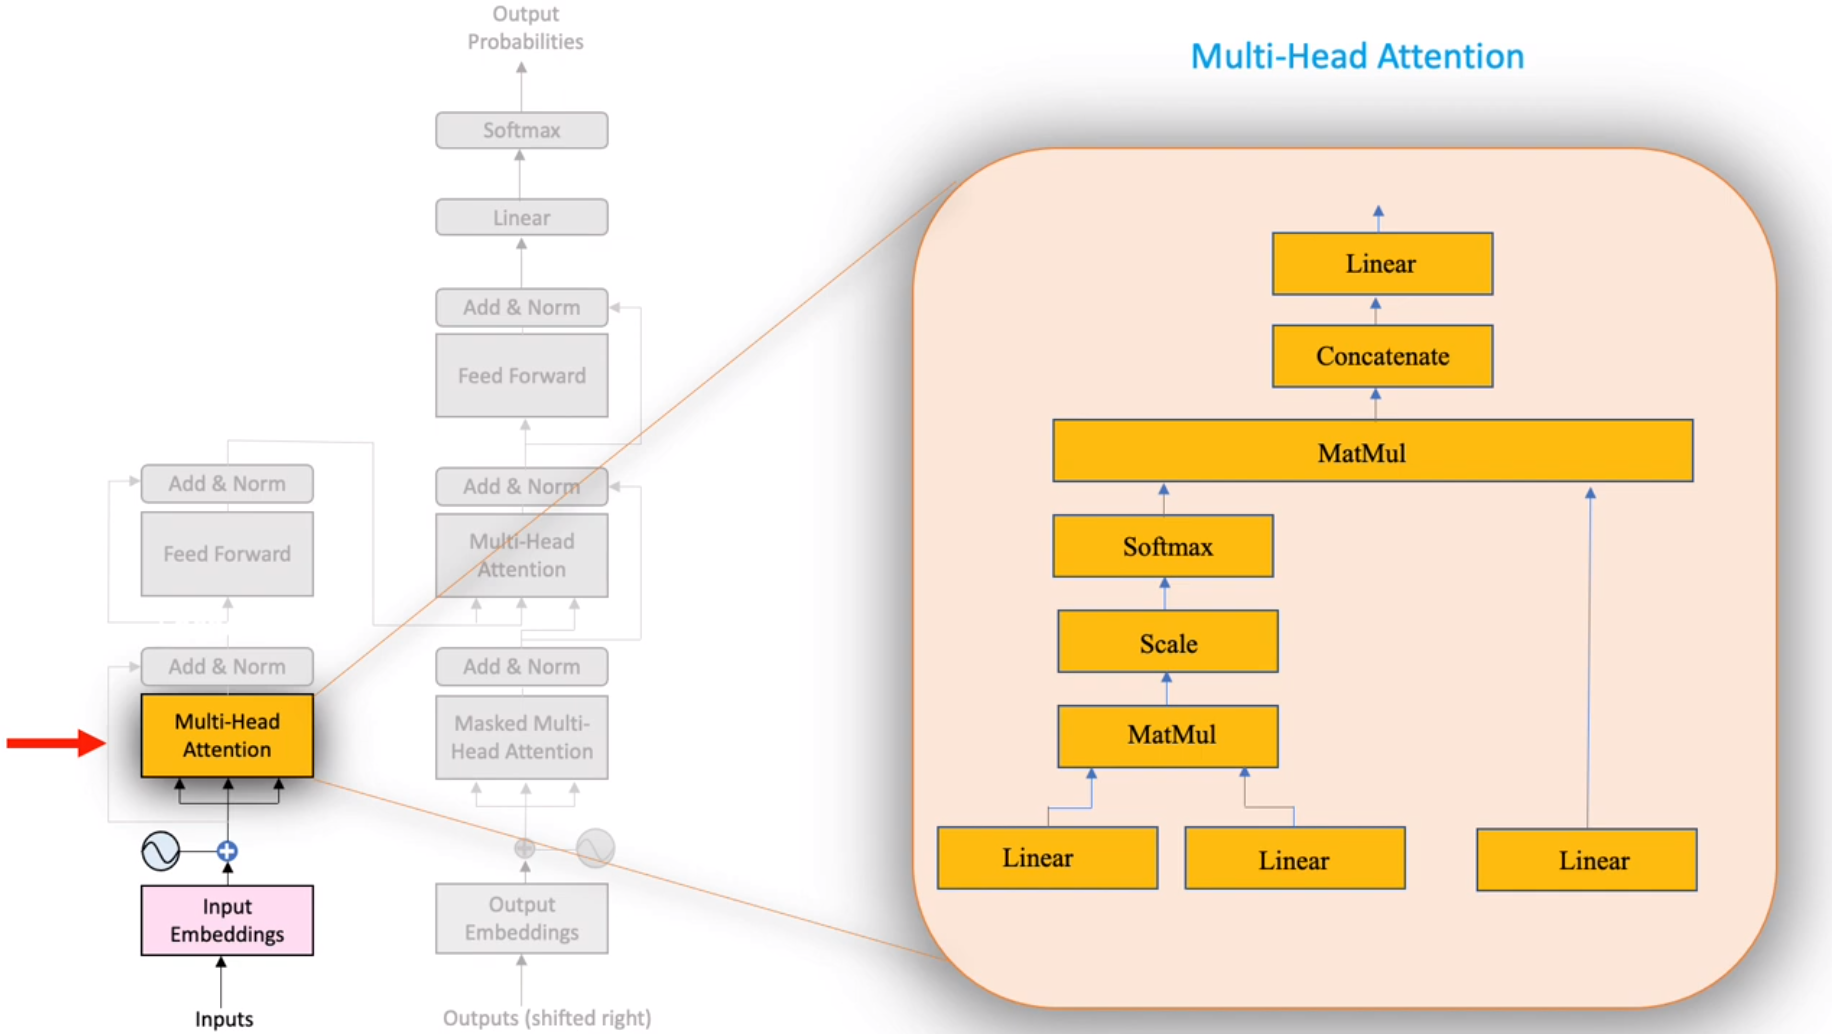 Output
Probabilities
Softmax
Linear
Add & Norm
Feed Forward
Add & Norm
Multi-Head
Attention
Add & Norm
Masked Multi-
Head Attention
Output
Embeddings
Outputs (shifted right)
Add & Norm
Feed Forward
Add & Norm
Multi-Head
Attention
Input
Embeddings
Inputs
Multi-Head Attention
Linear
Concatenate
MatMul
Softmax
Scale
MatMul
Linear
Linear
Linear